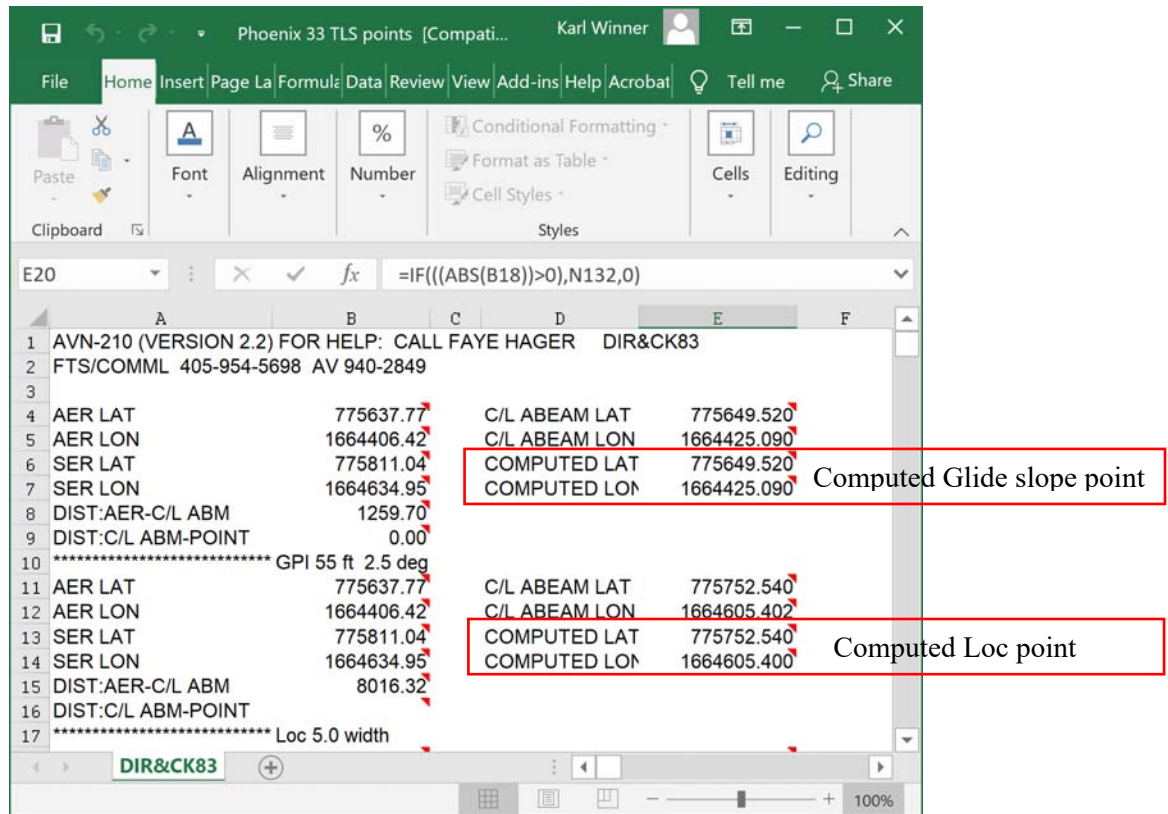 Phoenix 33 TLS points [Compati... Karl Winner
File Home Insert Page La Formula Data Review View Add-ins Help Acrobat Tell me Share
Paste
Clipboard
A
Font
Alignment
%
Number
Conditional Formatting
Format as Table
Cell Styles
Styles
Cells
Editing
E20 fx =IF(((ABS(B18))>0),N132,0)
A B C D E F
1 AVN-210 (VERSION 2.2) FOR HELP: CALL FAYE HAGER DIR&CK83
2 FTS/COMML 405-954-5698 AV 940-2849
3
4 AER LAT 775637.77 C/L ABEAM LAT 775649.520
5 AER LON 1664406.42 C/L ABEAM LON 1664425.090
6 SER LAT 775811.04 COMPUTED LAT 775649.520
7 SER LON 1664634.95 COMPUTED LON 1664425.090
Computed Glide slope point
8 DIST:AER-C/L ABM 1259.70
9 DIST:C/L ABM-POINT 0.00
10 **************************** GPI 55 ft 2.5 deg
11 AER LAT 775637.77 C/L ABEAM LAT 775752.540
12 AER LON 1664406.42 C/L ABEAM LON 1664605.402
13 SER LAT 775811.04 COMPUTED LAT 775752.540
14 SER LON 1664634.95 COMPUTED LON 1664605.400
Computed Loc point
15 DIST:AER-C/L ABM 8016.32
16 DIST:C/L ABM-POINT
17 **************************** Loc 5.0 width
DIR&CK83
100%